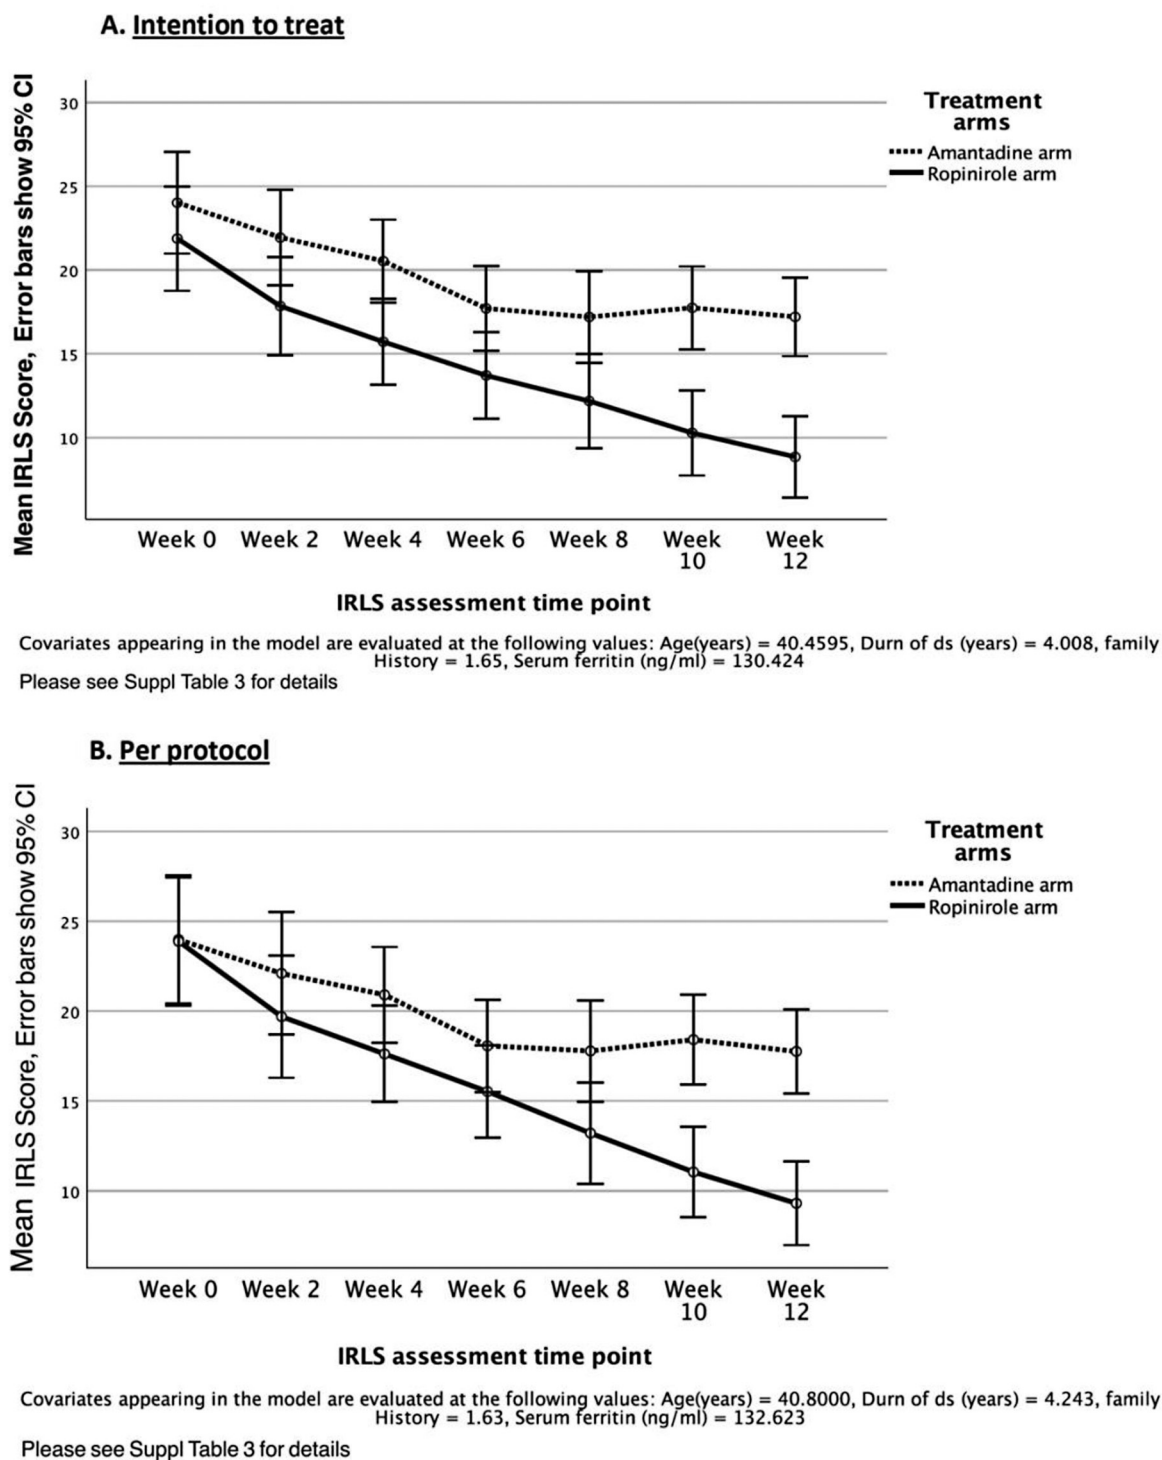 A. Intention to treat
Mean IRLS Score, Error bars show 95% CI
30
25
20
15
10
Treatment
arms
Amantadine arm
Ropinirole arm
Week 0 Week 2 Week 4 Week 6 Week 8 Week 10 Week 12
IRLS assessment time point
Covariates appearing in the model are evaluated at the following values: Age(years) = 40.4595, Durn of ds (years) = 4.008, family
History = 1.65, Serum ferritin (ng/ml) = 130.424
Please see Suppl Table 3 for details
B. Per protocol
Mean IRLS Score, Error bars show 95% CI
30
25
20
15
10
Treatment
arms
Amantadine arm
Ropinirole arm
Week 0 Week 2 Week 4 Week 6 Week 8 Week 10 Week 12
IRLS assessment time point
Covariates appearing in the model are evaluated at the following values: Age(years) = 40.8000, Durn of ds (years) = 4.243, family
History = 1.63, Serum ferritin (ng/ml) = 132.623
Please see Suppl Table 3 for details